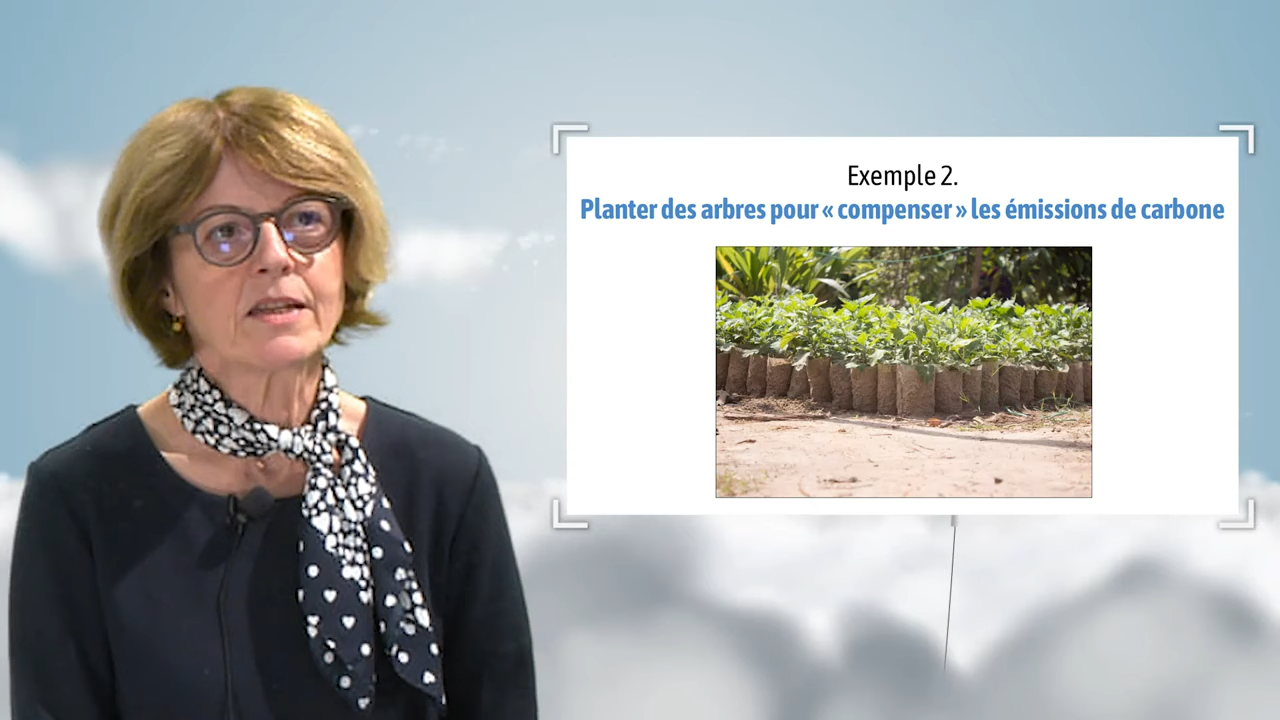 Exemple 2.
Planter des arbres pour « compenser » les émissions de carbone